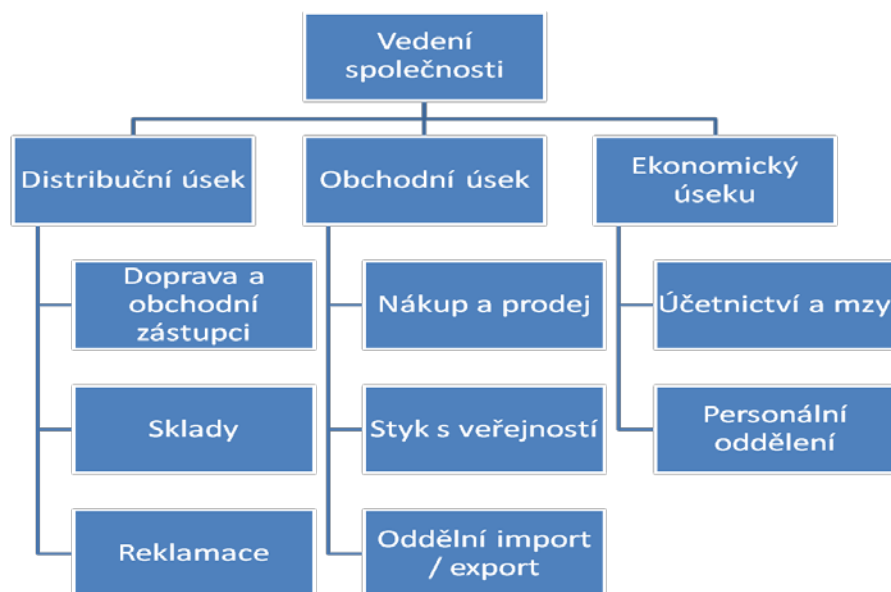 Vedení
společnosti
Distribuční úsek
Obchodní úsek
Ekonomický
úseku
Doprava a
obchodní
zástupci
Nákup a prodej
Účetnictví a mzy
Sklady
Styk s veřejností
Personální
oddělení
Reklamace
Oddělní import
/ export